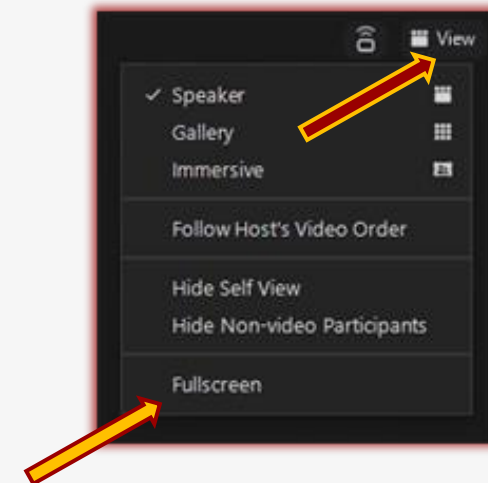 View
Speaker
Gallery
Immersive
Follow Host's Video Order
Hide Self View
Hide Non-video Participants
Fullscreen